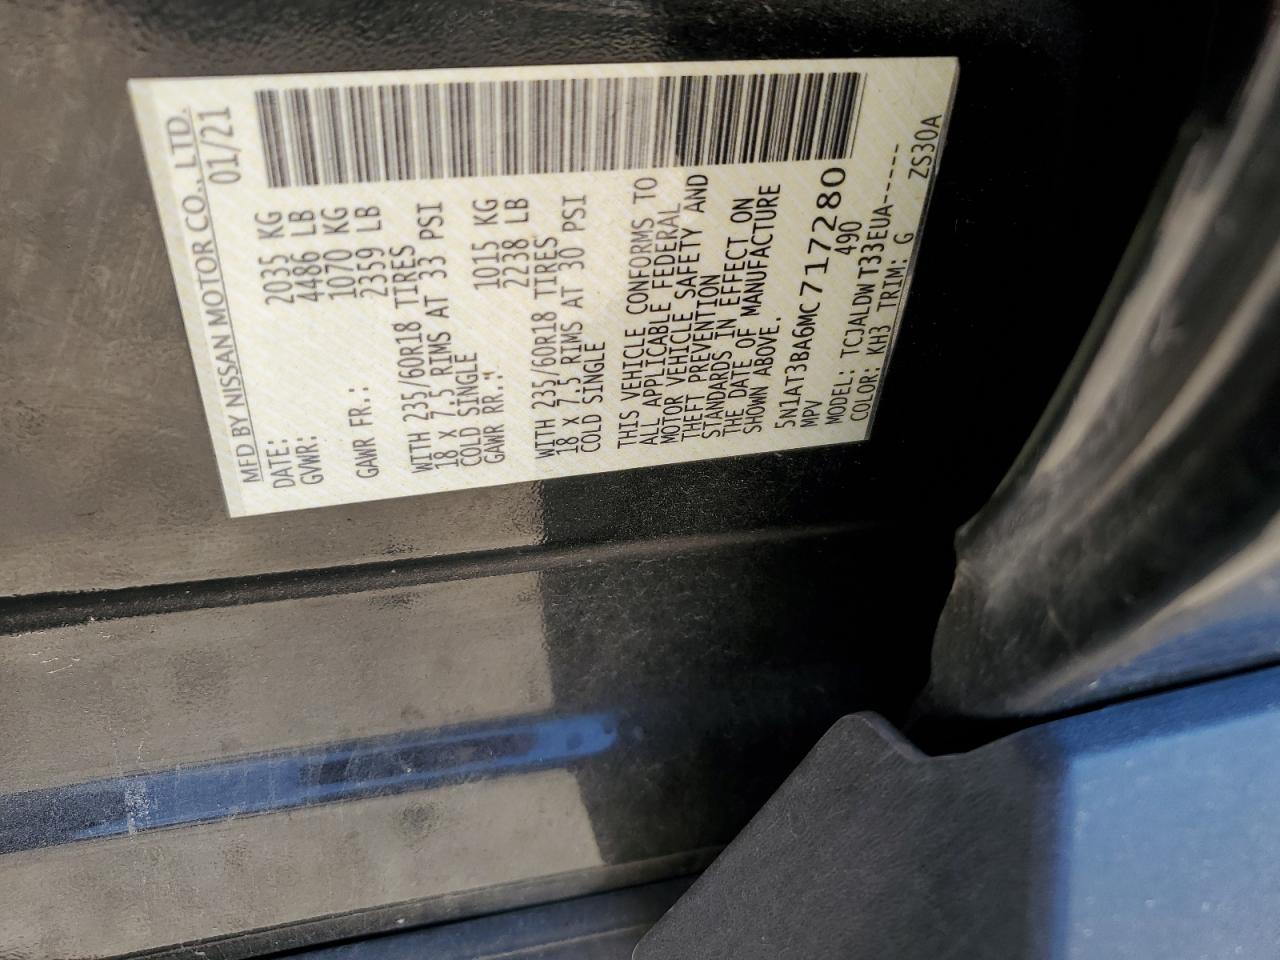 MFD BY NISSAN MOTOR CO., LTD.
DATE: 01/21
GVWR: 2035 KG
4486 LB
GAWR FR.: 1070 KG
2359 LB
WITH 235/60R18 TIRES
18 X 7.5 RIMS AT 33 PSI
COLD SINGLE
GAWR RR.: 1015 KG
2238 LB
WITH 235/60R18 TIRES
18 X 7.5 RIMS AT 30 PSI
COLD SINGLE
THIS VEHICLE CONFORMS TO
ALL APPLICABLE FEDERAL
MOTOR VEHICLE SAFETY AND
THEFT PREVENTION
STANDARDS IN EFFECT ON
THE DATE OF MANUFACTURE
SHOWN ABOVE.
5N1AT3BA6MC717280
MPV 490
MODEL: TCJALDWT33EUA------
COLOR: KH3 TRIM: G ZS30A